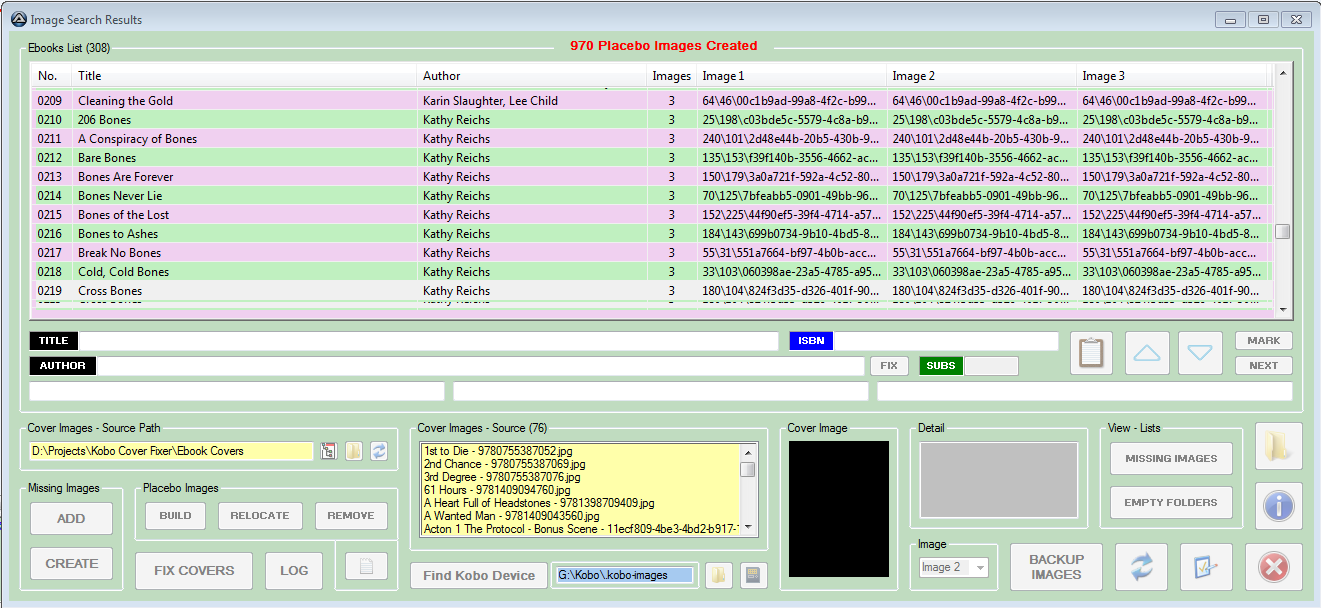 Image Search Results
Ebooks List (308)
970 Placebo Images Created
No. Title Author Images Image 1 Image 2 Image 3
0209 Cleaning the Gold Karin Slaughter, Lee Child 3 64\46\00c1b9ad-99a8-4f2c-b99... 64\46\00c1b9ad-99a8-4f2c-b99... 64\46\00c1b9ad-99a8-4f2c-b99...
0210 206 Bones Kathy Reichs 3 25\198\c03bde5c-5579-4c8a-b9... 25\198\c03bde5c-5579-4c8a-b9... 25\198\c03bde5c-5579-4c8a-b9...
0211 A Conspiracy of Bones Kathy Reichs 3 240\101\2d48e44b-20b5-430b-9... 240\101\2d48e44b-20b5-430b-9... 240\101\2d48e44b-20b5-430b-9...
0212 Bare Bones Kathy Reichs 3 135\153\f39f140b-3556-4662-ac... 135\153\f39f140b-3556-4662-ac... 135\153\f39f140b-3556-4662-ac...
0213 Bones Are Forever Kathy Reichs 3 150\179\3a0a721f-592a-4c52-80... 150\179\3a0a721f-592a-4c52-80... 150\179\3a0a721f-592a-4c52-80...
0214 Bones Never Lie Kathy Reichs 3 70\125\7bfeabb5-0901-49bb-96... 70\125\7bfeabb5-0901-49bb-96... 70\125\7bfeabb5-0901-49bb-96...
0215 Bones of the Lost Kathy Reichs 3 152\225\44f90ef5-39f4-4714-a57... 152\225\44f90ef5-39f4-4714-a57... 152\225\44f90ef5-39f4-4714-a57...
0216 Bones to Ashes Kathy Reichs 3 184\143\699b0734-9b10-4bd5-8... 184\143\699b0734-9b10-4bd5-8... 184\143\699b0734-9b10-4bd5-8...
0217 Break No Bones Kathy Reichs 3 55\31\551a7664-bf97-4b0b-acc... 55\31\551a7664-bf97-4b0b-acc... 55\31\551a7664-bf97-4b0b-acc...
0218 Cold, Cold Bones Kathy Reichs 3 33\103\060398ae-23a5-4785-a95... 33\103\060398ae-23a5-4785-a95... 33\103\060398ae-23a5-4785-a95...
0219 Cross Bones Kathy Reichs 3 180\104\824f3d35-d326-401f-90... 180\104\824f3d35-d326-401f-90... 180\104\824f3d35-d326-401f-90...
TITLE ISBN MARK
AUTHOR FIX SUBS NEXT
Cover Images - Source Path
D:\Projects\Kobo Cover Fixer\Ebook Covers
Missing Images
ADD
CREATE
Placebo Images
BUILD RELOCATE REMOVE
FIX COVERS LOG
Cover Images - Source (76)
1st to Die - 9780755387052.jpg
2nd Chance - 9780755387069.jpg
3rd Degree - 9780755387076.jpg
61 Hours - 9781409094760.jpg
A Heart Full of Headstones - 9781398709409.jpg
A Wanted Man - 9781409043560.jpg
Acton 1 The Protocol - Bonus Scene - 11ecf809-4be3-4bd2-b917-
Find Kobo Device G:\Kobo\.kobo-images
Cover Image
Detail
Image
Image 2
View - Lists
MISSING IMAGES
EMPTY FOLDERS
BACKUP
IMAGES